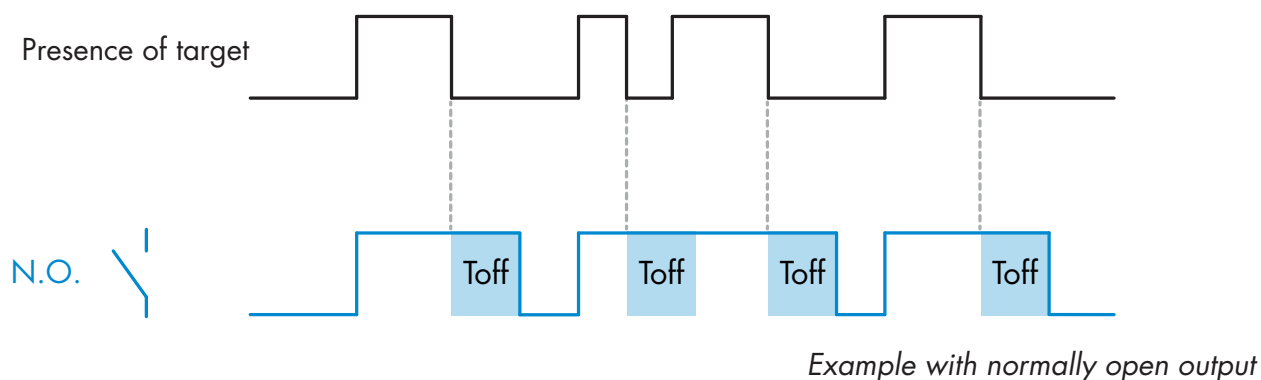 Presence of target
N.O.
Toff Toff Toff Toff
Example with normally open output